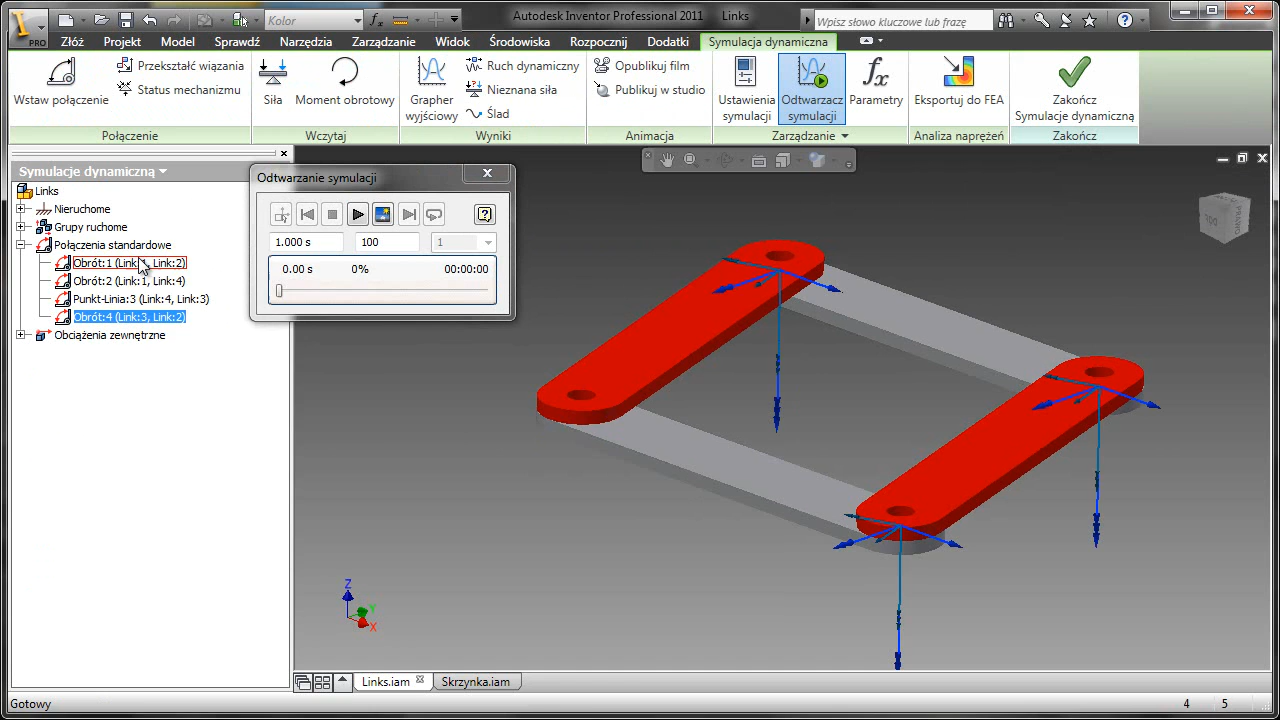 Kolor
Autodesk Inventor Professional 2011 Links
Wpisz słowo kluczowe lub frazę
PRO
Złóż Projekt Model Sprawdź Narzędzia Zarządzanie Widok Środowiska Rozpocznij Dodatki Symulacja dynamiczna
Wstaw połączenie
Przekształć wiązania
Status mechanizmu
Połączenie
Siła
Moment obrotowy
Wczytaj
Grapher wyjściowy
Ruch dynamiczny
Nieznana siła
Ślad
Wyniki
Opublikuj film
Publikuj w studio
Animacja
Ustawienia symulacji
Odtwarzacz symulacji
Parametry
Zarządzanie
Eksportuj do FEA
Analiza naprężeń
Zakończ Symulacje dynamiczną
Zakończ
Symulacje dynamiczną
Links
Nieruchome
Grupy ruchome
Połączenia standardowe
Obrót:1 (Link:1, Link:2)
Obrót:2 (Link:1, Link:4)
Punkt-Linia:3 (Link:4, Link:3)
Obrót:4 (Link:3, Link:2)
Obciążenia zewnętrzne
Odtwarzanie symulacji
1.000 s 100 1
0.00 s 0% 00:00:00
Z
Y
X
Links.iam Skrzynka.iam
Gotowy 4 5